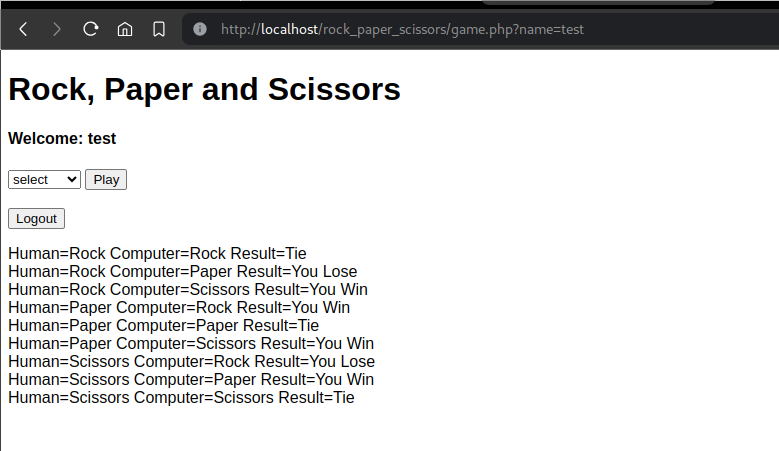 http://localhost/rock_paper_scissors/game.php?name=test
Rock, Paper and Scissors
Welcome: test
select Play
Logout
Human=Rock Computer=Rock Result=Tie
Human=Rock Computer=Paper Result=You Lose
Human=Rock Computer=Scissors Result=You Win
Human=Paper Computer=Rock Result=You Win
Human=Paper Computer=Paper Result=Tie
Human=Paper Computer=Scissors Result=You Win
Human=Scissors Computer=Rock Result=You Lose
Human=Scissors Computer=Paper Result=You Win
Human=Scissors Computer=Scissors Result=Tie